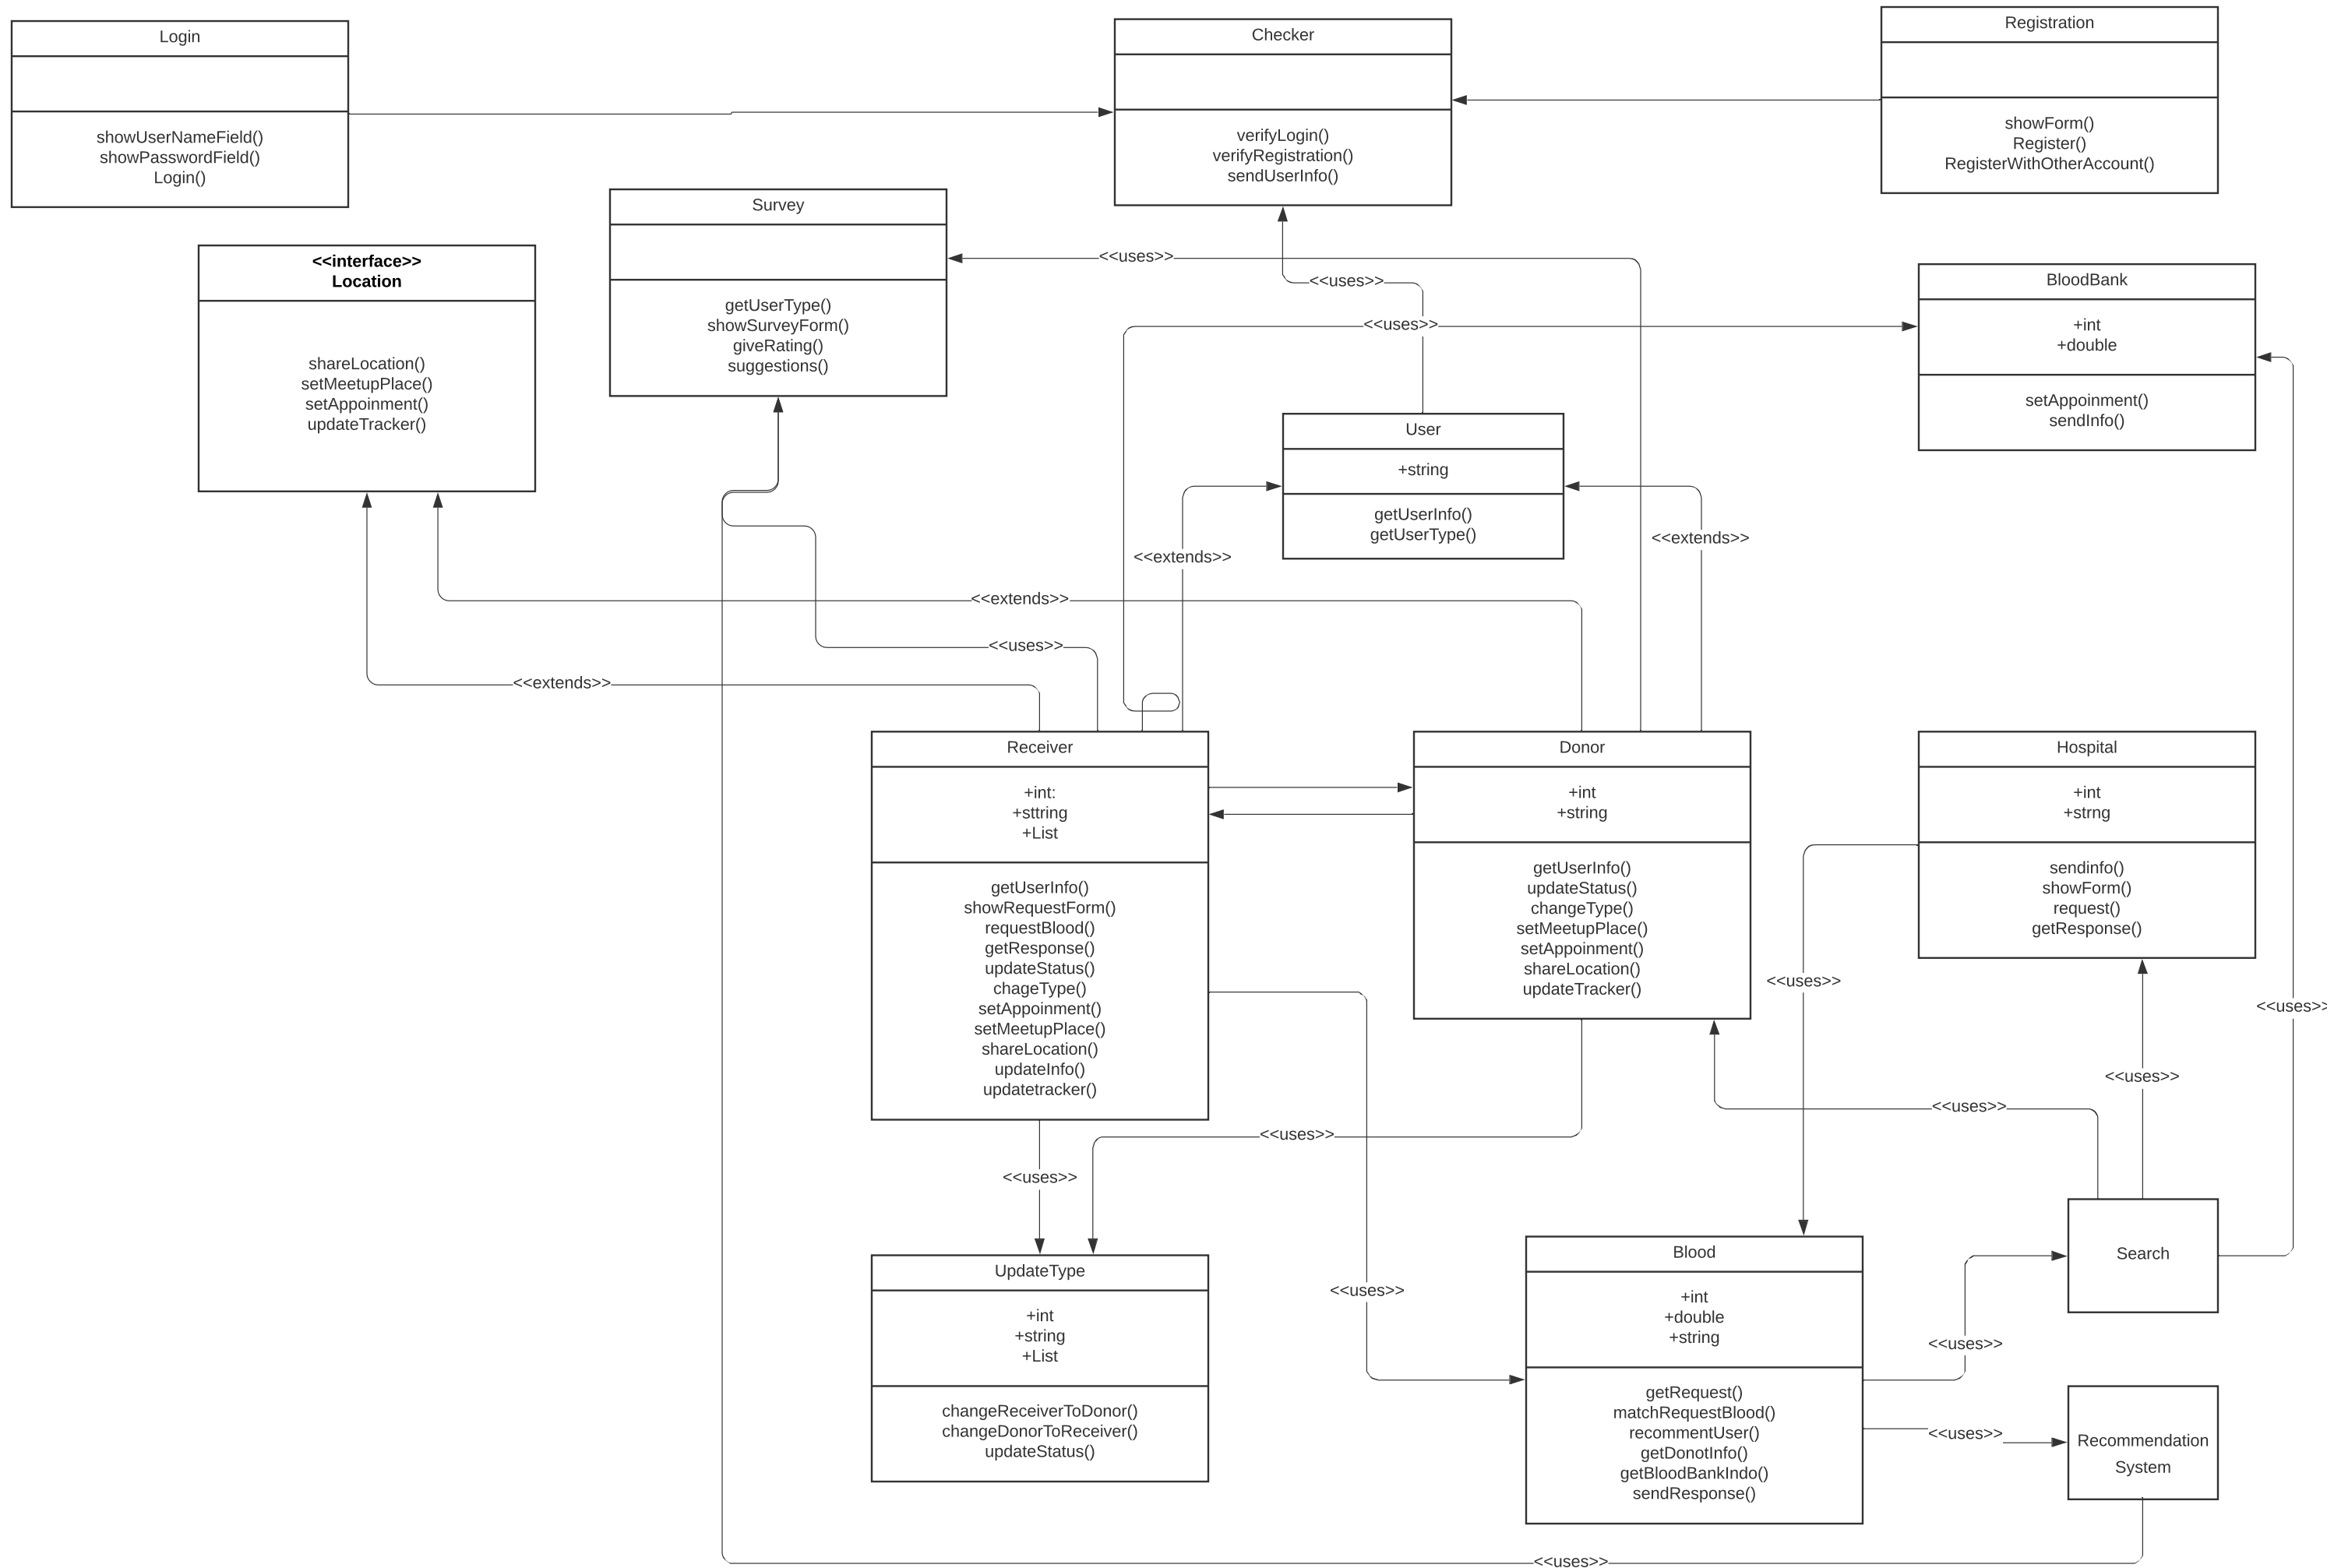 Login
showUserNameField()
showPasswordField()
Login()
Checker
verifyLogin()
verifyRegistration()
sendUserInfo()
Registration
showForm()
Register()
RegisterWithOtherAccount()
Survey
getUserType()
showSurveyForm()
giveRating()
suggestions()
<<interface>>
Location
shareLocation()
setMeetupPlace()
setAppoinment()
updateTracker()
<<uses>>
<<uses>>
<<uses>>
BloodBank
+int
+double
setAppoinment()
sendInfo()
User
+string
getUserInfo()
getUserType()
<<extends>>
<<extends>>
<<extends>>
<<uses>>
<<extends>>
Receiver
+int:
+sttring
+List
getUserInfo()
showRequestForm()
requestBlood()
getResponse()
updateStatus()
chageType()
setAppoinment()
setMeetupPlace()
shareLocation()
updateInfo()
updatetracker()
Donor
+int
+string
getUserInfo()
updateStatus()
changeType()
setMeetupPlace()
setAppoinment()
shareLocation()
updateTracker()
Hospital
+int
+strng
sendinfo()
showForm()
request()
getResponse()
<<uses>>
<<uses>>
<<uses>>
<<uses>>
<<uses>>
<<uses>>
UpdateType
+int
+string
+List
changeReceiverToDonor()
changeDonorToReceiver()
updateStatus()
<<uses>>
Blood
+int
+double
+string
getRequest()
matchRequestBlood()
recommentUser()
getDonotInfo()
getBloodBankIndo()
sendResponse()
Search
<<uses>>
<<uses>>
Recommendation
System
<<uses>>